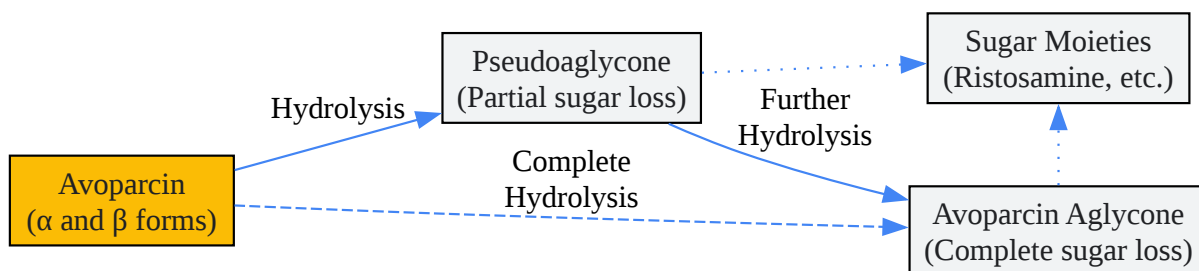 Avoparcin
(α and β forms)
Hydrolysis
Pseudoaglycone
(Partial sugar loss)
Complete
Hydrolysis
Further
Hydrolysis
Sugar Moieties
(Ristosamine, etc.)
Avoparcin Aglycone
(Complete sugar loss)